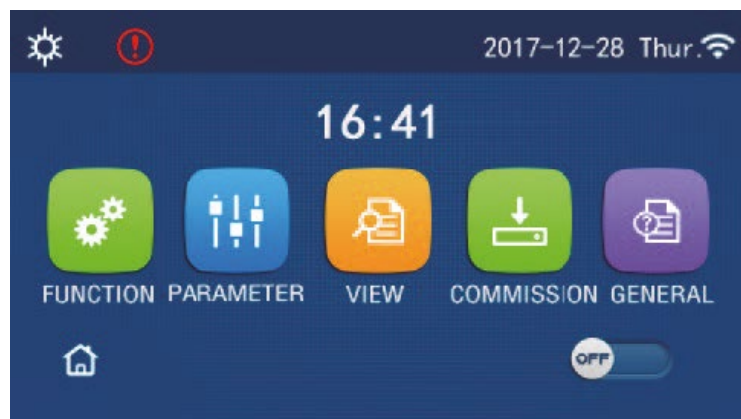 2017-12-28 Thur.
16:41
FUNCTION PARAMETER VIEW COMMISSION GENERAL
OFF